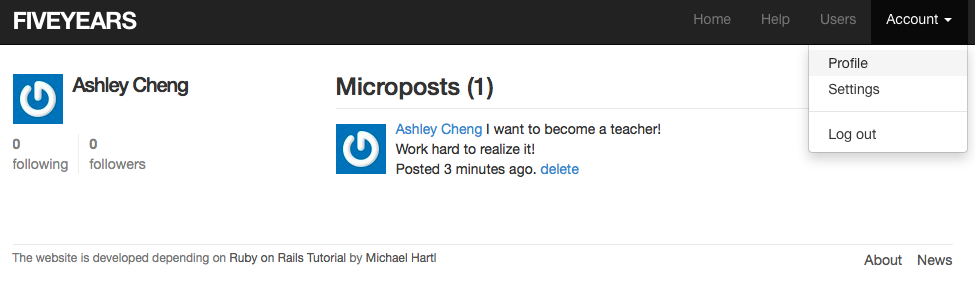 FIVEYEARS
Home Help Users Account
Profile
Settings
Log out
Ashley Cheng
0 following
0 followers
Microposts (1)
Ashley Cheng I want to become a teacher!
Work hard to realize it!
Posted 3 minutes ago. delete
The website is developed depending on Ruby on Rails Tutorial by Michael Hartl
About News